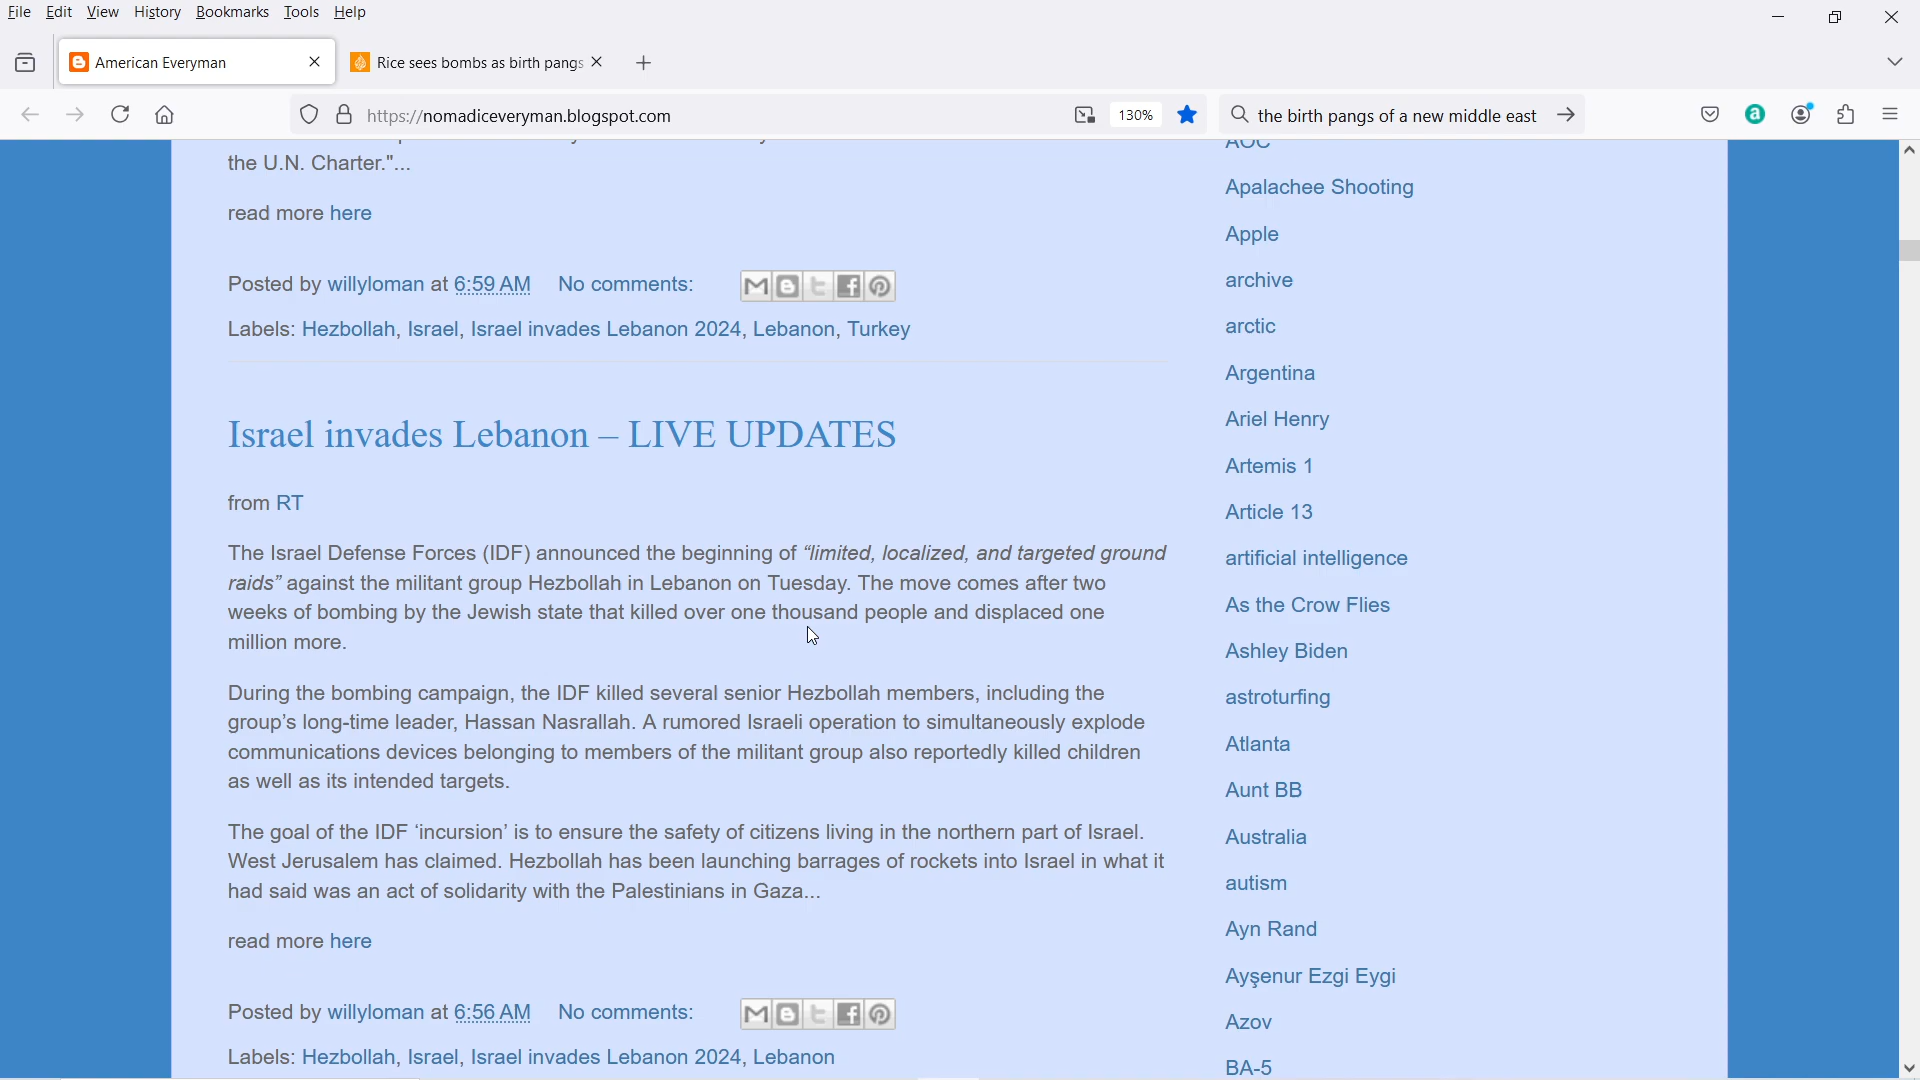 File Edit View History Bookmarks Tools Help
American Everyman
Rice sees bombs as birth pangs
https://nomadiceveryman.blogspot.com
130%
the birth pangs of a new middle east
the U.N. Charter."...
read more here
Posted by willyloman at 6:59 AM No comments:
Labels: Hezbollah, Israel, Israel invades Lebanon 2024, Lebanon, Turkey
Israel invades Lebanon – LIVE UPDATES
from RT
The Israel Defense Forces (IDF) announced the beginning of “limited, localized, and targeted ground
raids” against the militant group Hezbollah in Lebanon on Tuesday. The move comes after two
weeks of bombing by the Jewish state that killed over one thousand people and displaced one
million more.
During the bombing campaign, the IDF killed several senior Hezbollah members, including the
group’s long-time leader, Hassan Nasrallah. A rumored Israeli operation to simultaneously explode
communications devices belonging to members of the militant group also reportedly killed children
as well as its intended targets.
The goal of the IDF ‘incursion’ is to ensure the safety of citizens living in the northern part of Israel.
West Jerusalem has claimed. Hezbollah has been launching barrages of rockets into Israel in what it
had said was an act of solidarity with the Palestinians in Gaza...
read more here
Posted by willyloman at 6:56 AM No comments:
Labels: Hezbollah, Israel, Israel invades Lebanon 2024, Lebanon
AOC
Apalachee Shooting
Apple
archive
arctic
Argentina
Ariel Henry
Artemis 1
Article 13
artificial intelligence
As the Crow Flies
Ashley Biden
astroturfing
Atlanta
Aunt BB
Australia
autism
Ayn Rand
Ayşenur Ezgi Eygi
Azov
BA-5